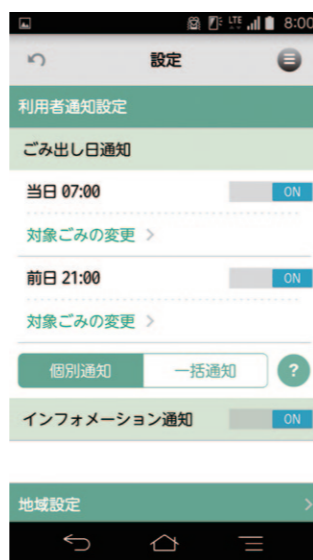 LTE 8:00
設定
利用者通知設定
ごみ出し日通知
当日 07:00 ON
対象ごみの変更 >
前日 21:00 ON
対象ごみの変更 >
個別通知 一括通知 ?
インフォメーション通知 ON
地域設定 >